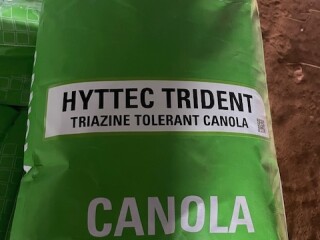 HYTTEC TRIDENT
TRIAZINE TOLERANT CANOLA
CANOLA